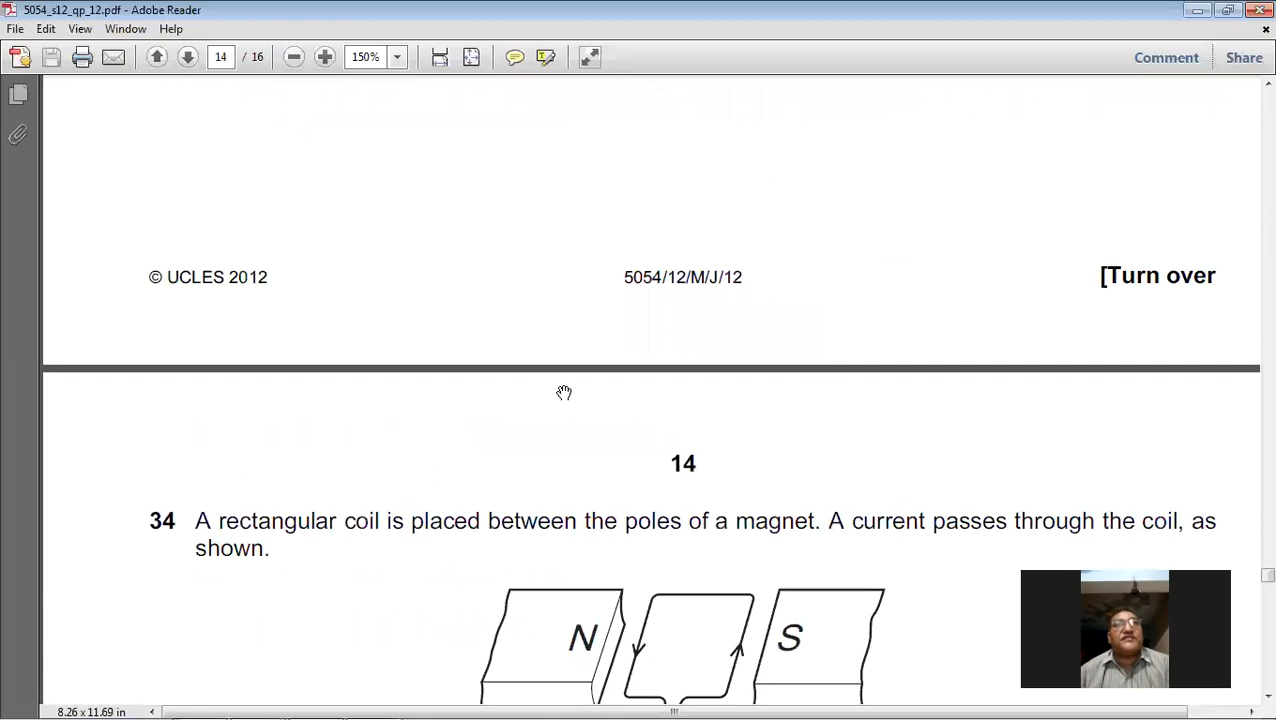 5054_s12_qp_12.pdf - Adobe Reader
File Edit View Window Help
14 / 16 150% Comment Share
© UCLES 2012 5054/12/M/J/12 [Turn over
14
34 A rectangular coil is placed between the poles of a magnet. A current passes through the coil, as
shown.
N S
8.26 x 11.69 in